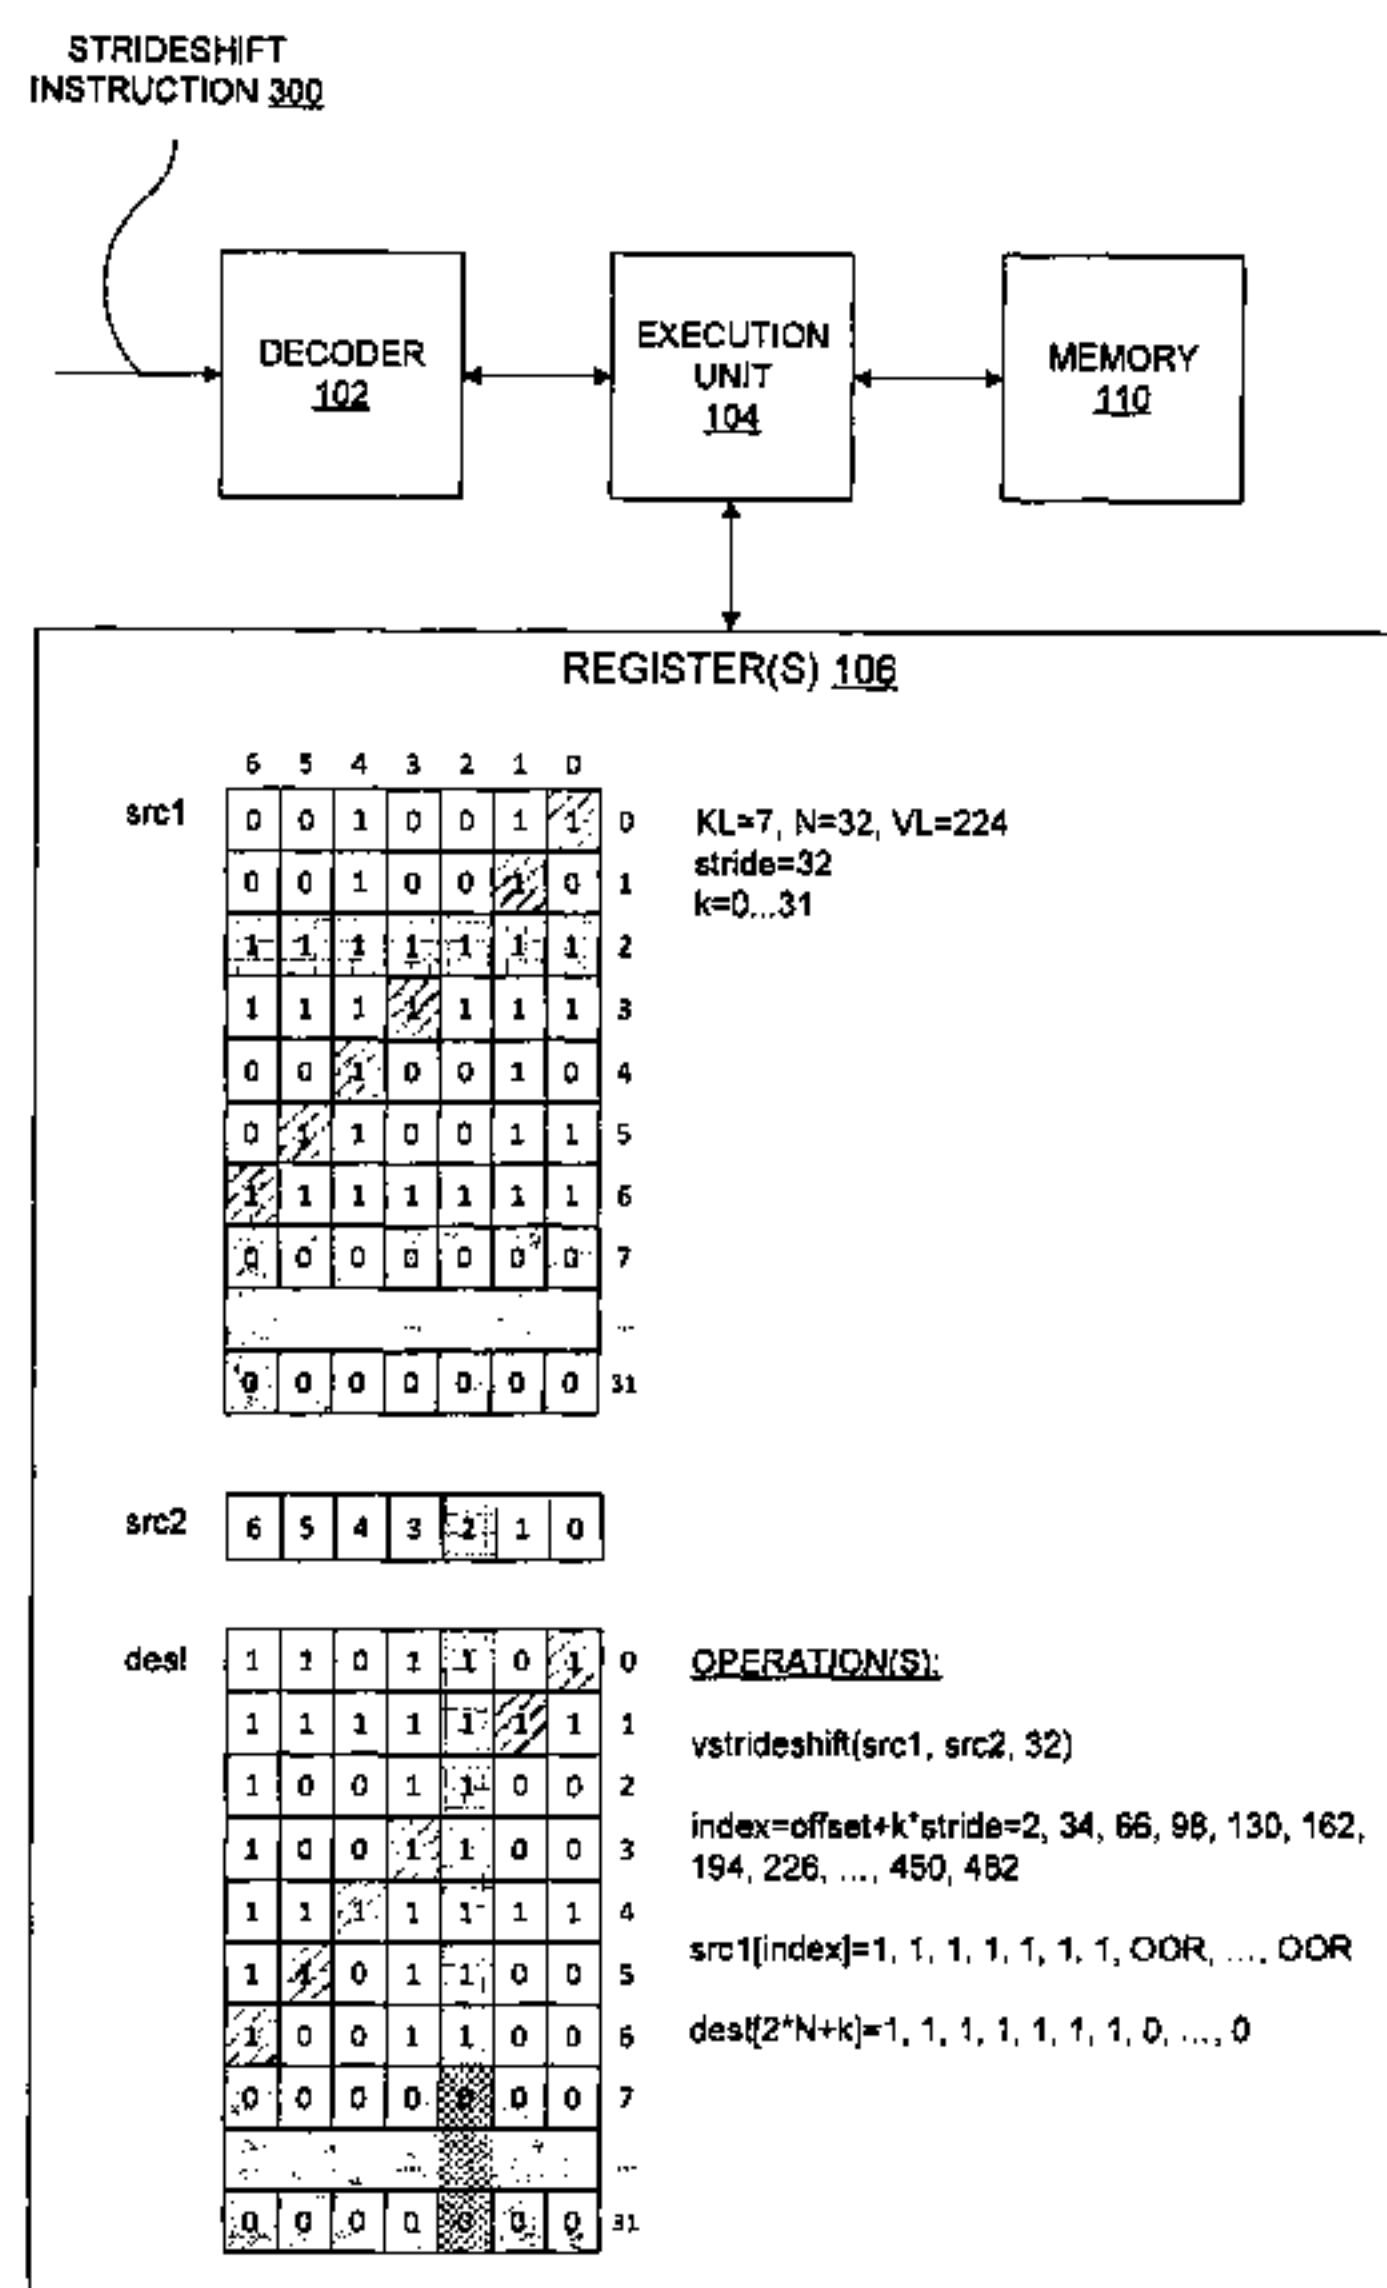 STRIDESHIFT
INSTRUCTION 300
DECODER
102
EXECUTION
UNIT
104
MEMORY
110
REGISTER(S) 106
6 5 4 3 2 1 0
src1 0 0 1 0 0 1 1 0
KL=7, N=32, VL=224
0 0 1 0 0 1 0 1
stride=32
k=0...31
1 1 1 1 1 1 1 2
1 1 1 1 1 1 1 3
0 0 1 0 0 1 0 4
0 1 1 0 0 1 1 5
1 1 1 1 1 1 1 6
0 0 0 0 0 0 0 7
... ...
0 0 0 0 0 0 0 31
src2 6 5 4 3 2 1 0
dest 1 1 0 1 1 0 1 0
OPERATION(S):
1 1 1 1 1 1 1 1
vstrideshift(src1, src2, 32)
1 0 0 1 1 0 0 2
index=offset+k*stride=2, 34, 66, 98, 130, 162,
194, 226, ..., 450, 482
1 0 0 1 1 0 0 3
1 1 1 1 1 1 1 4
src1[index]=1, 1, 1, 1, 1, 1, 1, OOR, ..., OOR
1 1 0 1 1 0 0 5
1 0 0 1 1 0 0 6
dest[2*N+k]=1, 1, 1, 1, 1, 1, 1, 0, ..., 0
0 0 0 0 0 0 0 7
... ...
0 0 0 0 0 0 0 31